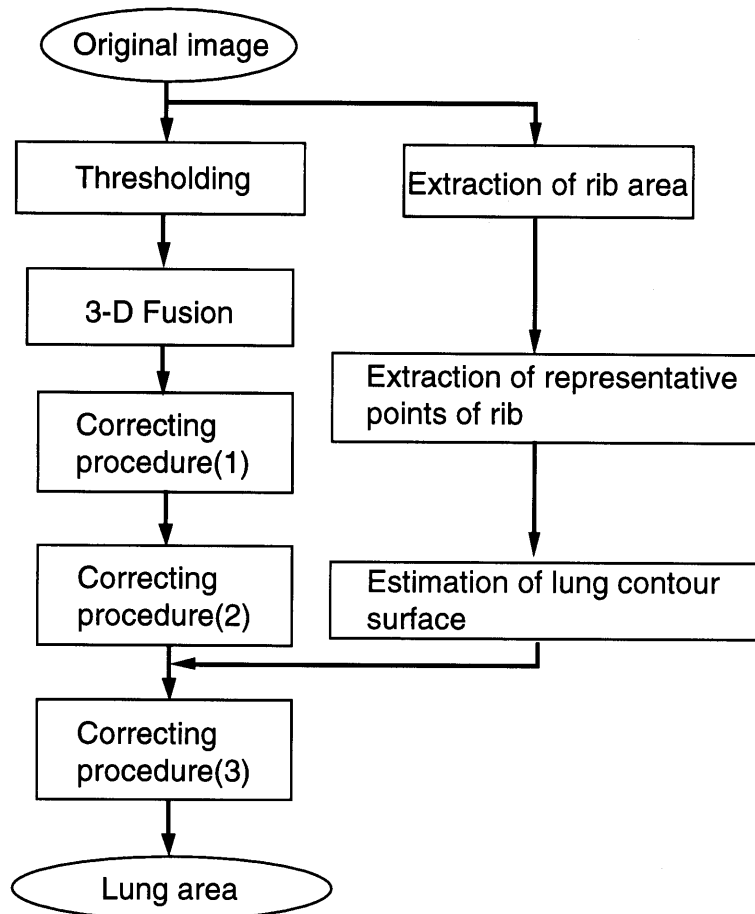 Original image
Thresholding
Extraction of rib area
3-D Fusion
Extraction of representative
points of rib
Correcting
procedure(1)
Correcting
procedure(2)
Estimation of lung contour
surface
Correcting
procedure(3)
Lung area